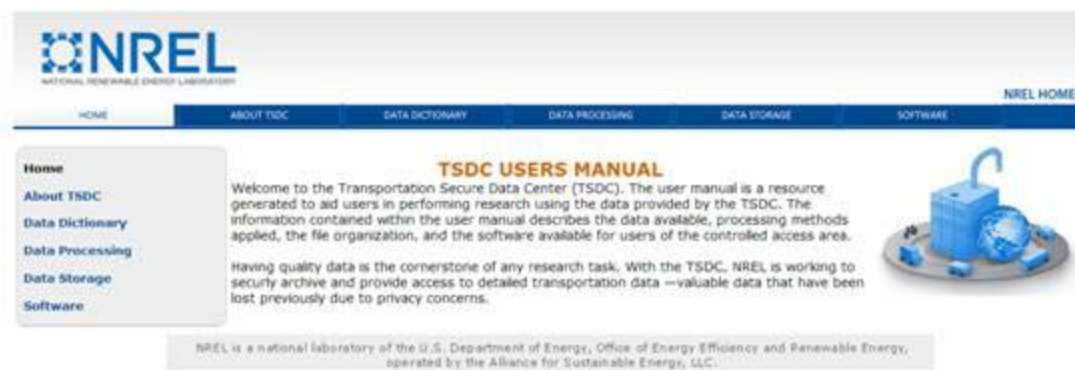 NREL
NATIONAL RENEWABLE ENERGY LABORATORY
NREL HOME
HOME ABOUT TSDC DATA DICTIONARY DATA PROCESSING DATA STORAGE SOFTWARE
Home
About TSDC
Data Dictionary
Data Processing
Data Storage
Software
TSDC USERS MANUAL
Welcome to the Transportation Secure Data Center (TSDC). The user manual is a resource
generated to aid users in performing research using the data provided by the TSDC. The
information contained within the user manual describes the data available, processing methods
applied, the file organization, and the software available for users of the controlled access area.
Having quality data is the cornerstone of any research task. With the TSDC, NREL is working to
securly archive and provide access to detailed transportation data —valuable data that have been
lost previously due to privacy concerns.
NREL is a national laboratory of the U.S. Department of Energy, Office of Energy Efficiency and Renewable Energy,
operated by the Alliance for Sustainable Energy, LLC.